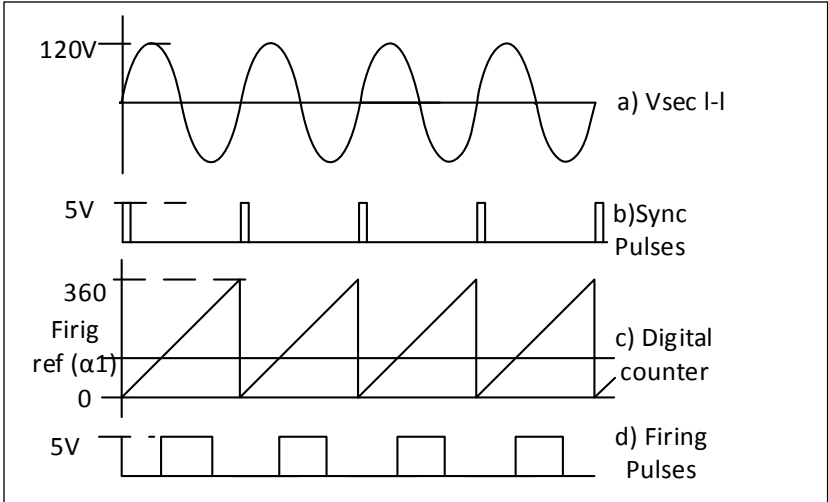 120V
a) Vsec l-l
5V
b)Sync
Pulses
360
Firig
ref (α1)
c) Digital
counter
0
5V
d) Firing
Pulses